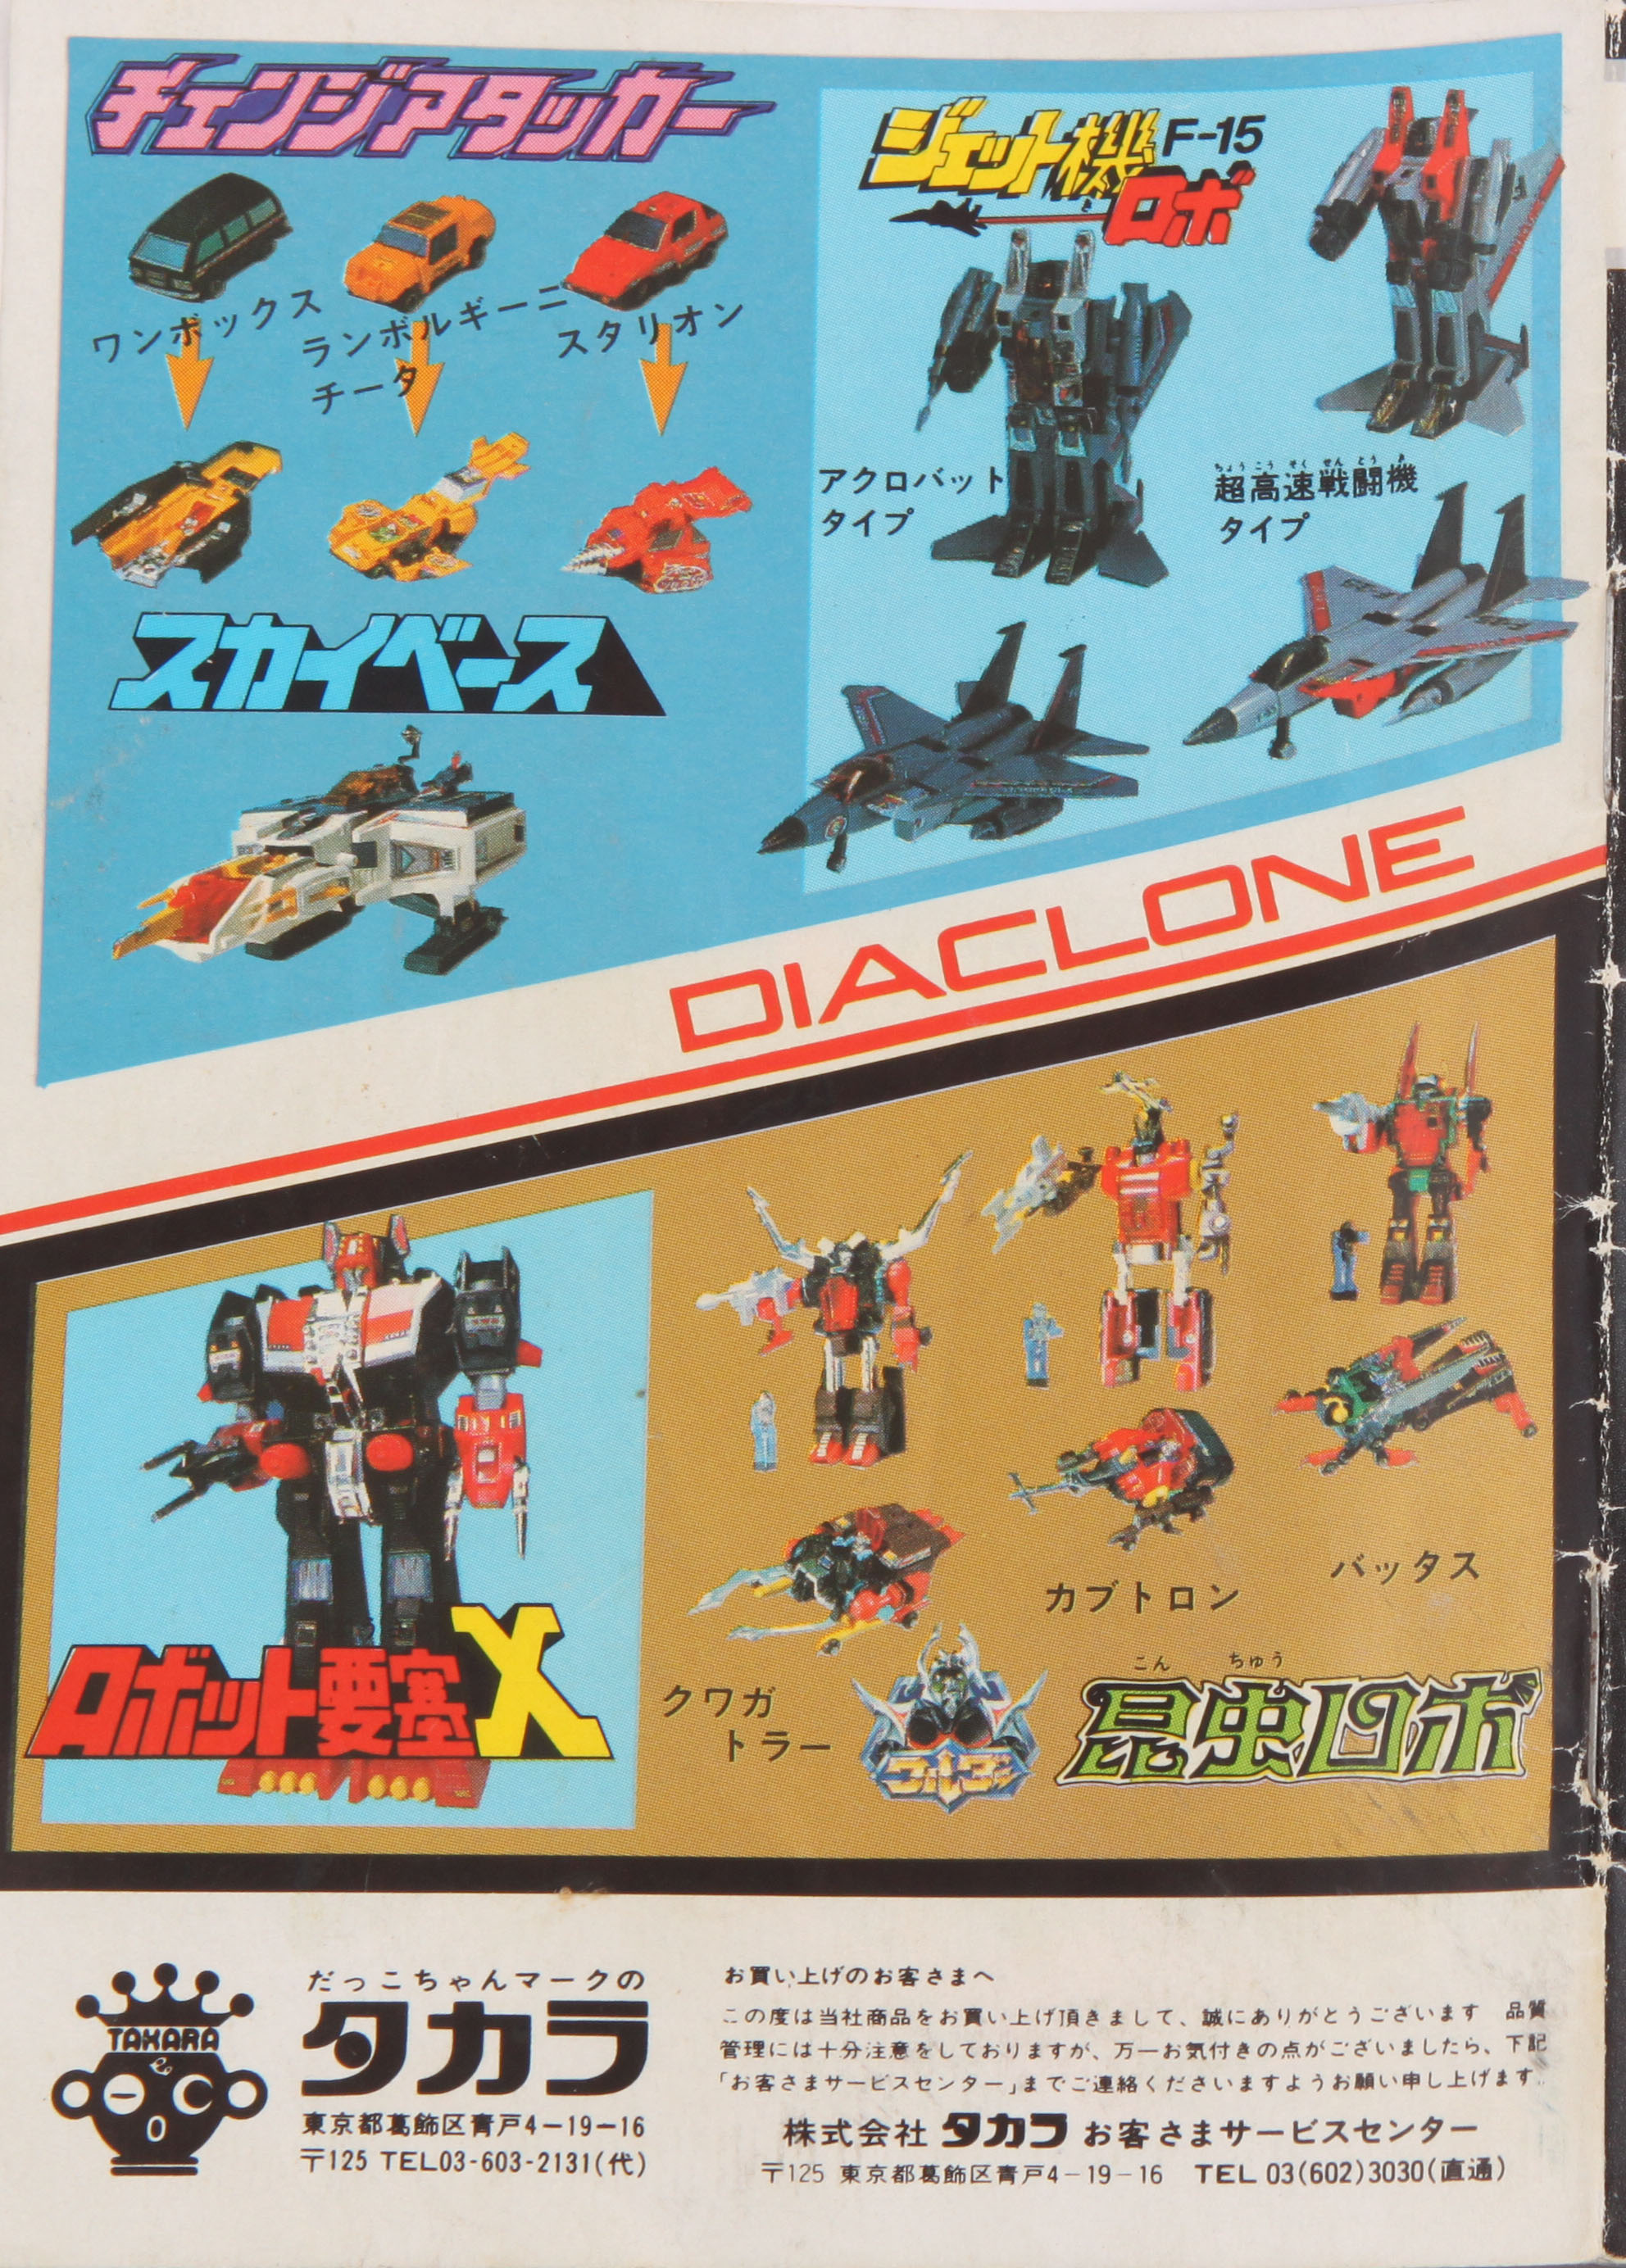 チェンジアタッカー
ワンボックス
ランボルギーニ
チータ
スタリオン
スカイベース
ジェット機
F-15
ロボ
アクロバット
タイプ
ちょうこうそくせんとうき
超高速戦闘機
タイプ
DIACLONE
ロボット要塞X
クワガ
トラー
カブトロン
バッタス
ワルダー
こんちゅう
昆虫ロボ
TAKARA
だっこちゃんマークの
タカラ
東京都葛飾区青戸4-19-16
〒125 TEL03-603-2131(代)
お買い上げのお客さまへ
この度は当社商品をお買い上げ頂きまして、誠にありがとうございます 品質
管理には十分注意をしておりますが、万一お気付きの点がございましたら、下記
「お客さまサービスセンター」までご連絡くださいますようお願い申し上げます。
株式会社 タカラ お客さまサービスセンター
〒125 東京都葛飾区青戸4-19-16 TEL 03(602)3030(直通)